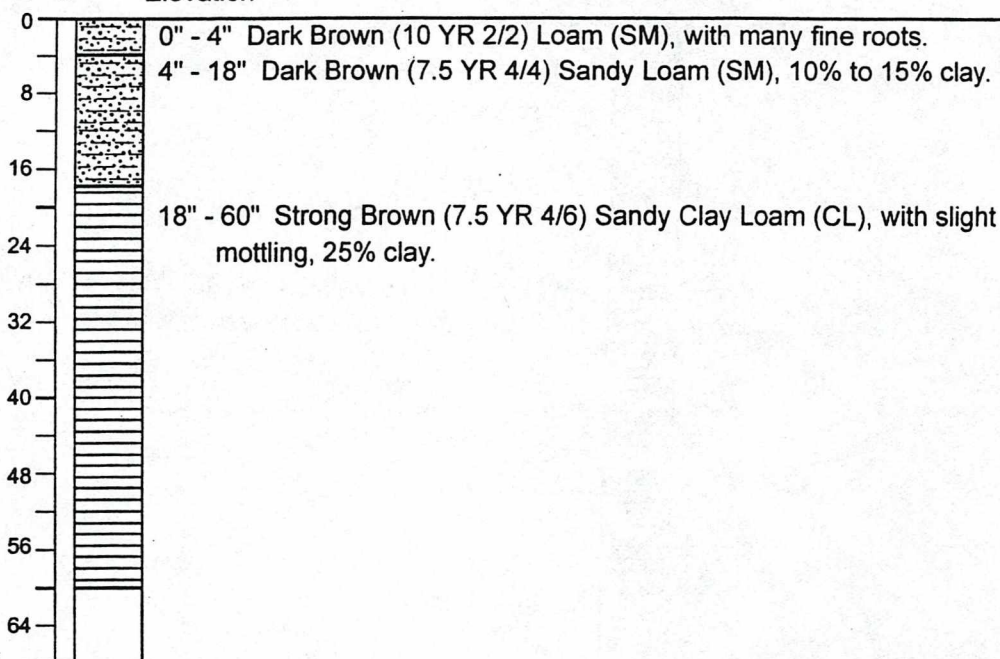 Elevation
0
0" - 4" Dark Brown (10 YR 2/2) Loam (SM), with many fine roots.
4" - 18" Dark Brown (7.5 YR 4/4) Sandy Loam (SM), 10% to 15% clay.
8
16
18" - 60" Strong Brown (7.5 YR 4/6) Sandy Clay Loam (CL), with slight
mottling, 25% clay.
24
32
40
48
56
64